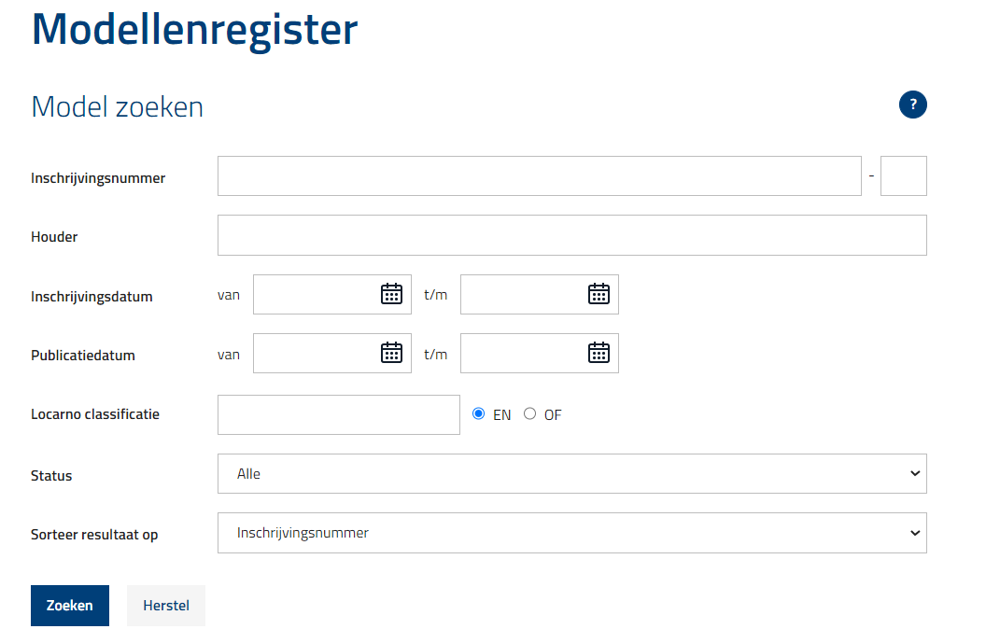 Modellenregister
Model zoeken ?
Inschrijvingsnummer -
Houder
Inschrijvingsdatum van t/m
Publicatiedatum van t/m
Locarno classificatie EN OF
Status Alle
Sorteer resultaat op Inschrijvingsnummer
Zoeken Herstel